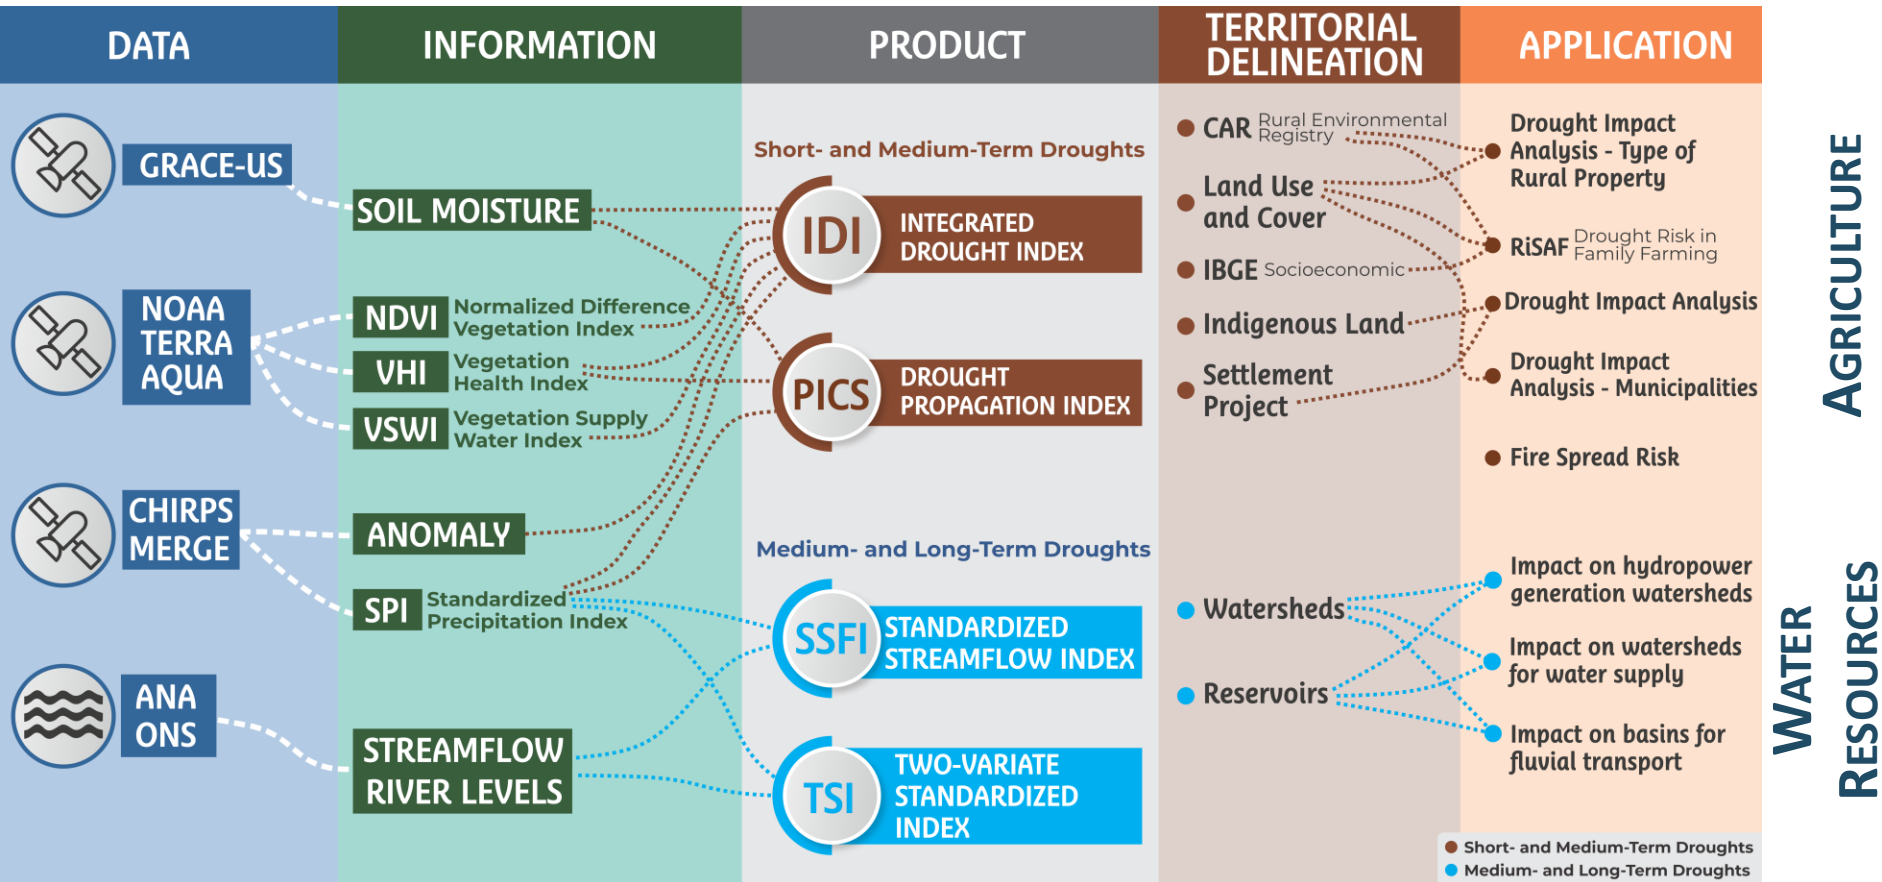 DATA
INFORMATION
PRODUCT
TERRITORIAL
DELINEATION
APPLICATION
GRACE-US
NOAA
TERRA
AQUA
CHIRPS
MERGE
ANA
ONS
SOIL MOISTURE
NDVI
Normalized Difference
Vegetation Index
VHI
Vegetation
Health Index
VSWI
Vegetation Supply
Water Index
ANOMALY
SPI
Standardized
Precipitation Index
STREAMFLOW
RIVER LEVELS
Short- and Medium-Term Droughts
IDI
INTEGRATED
DROUGHT INDEX
PICS
DROUGHT
PROPAGATION INDEX
Medium- and Long-Term Droughts
SSFI
STANDARDIZED
STREAMFLOW INDEX
TSI
TWO-VARIATE
STANDARDIZED
INDEX
CAR Rural Environmental
Registry
Land Use
and Cover
IBGE Socioeconomic
Indigenous Land
Settlement
Project
Watersheds
Reservoirs
Drought Impact
Analysis - Type of
Rural Property
RiSAF Drought Risk in
Family Farming
Drought Impact Analysis
Drought Impact
Analysis - Municipalities
Fire Spread Risk
Impact on hydropower
generation watersheds
Impact on watersheds
for water supply
Impact on basins for
fluvial transport
Short- and Medium-Term Droughts
Medium- and Long-Term Droughts
AGRICULTURE
WATER
RESOURCES